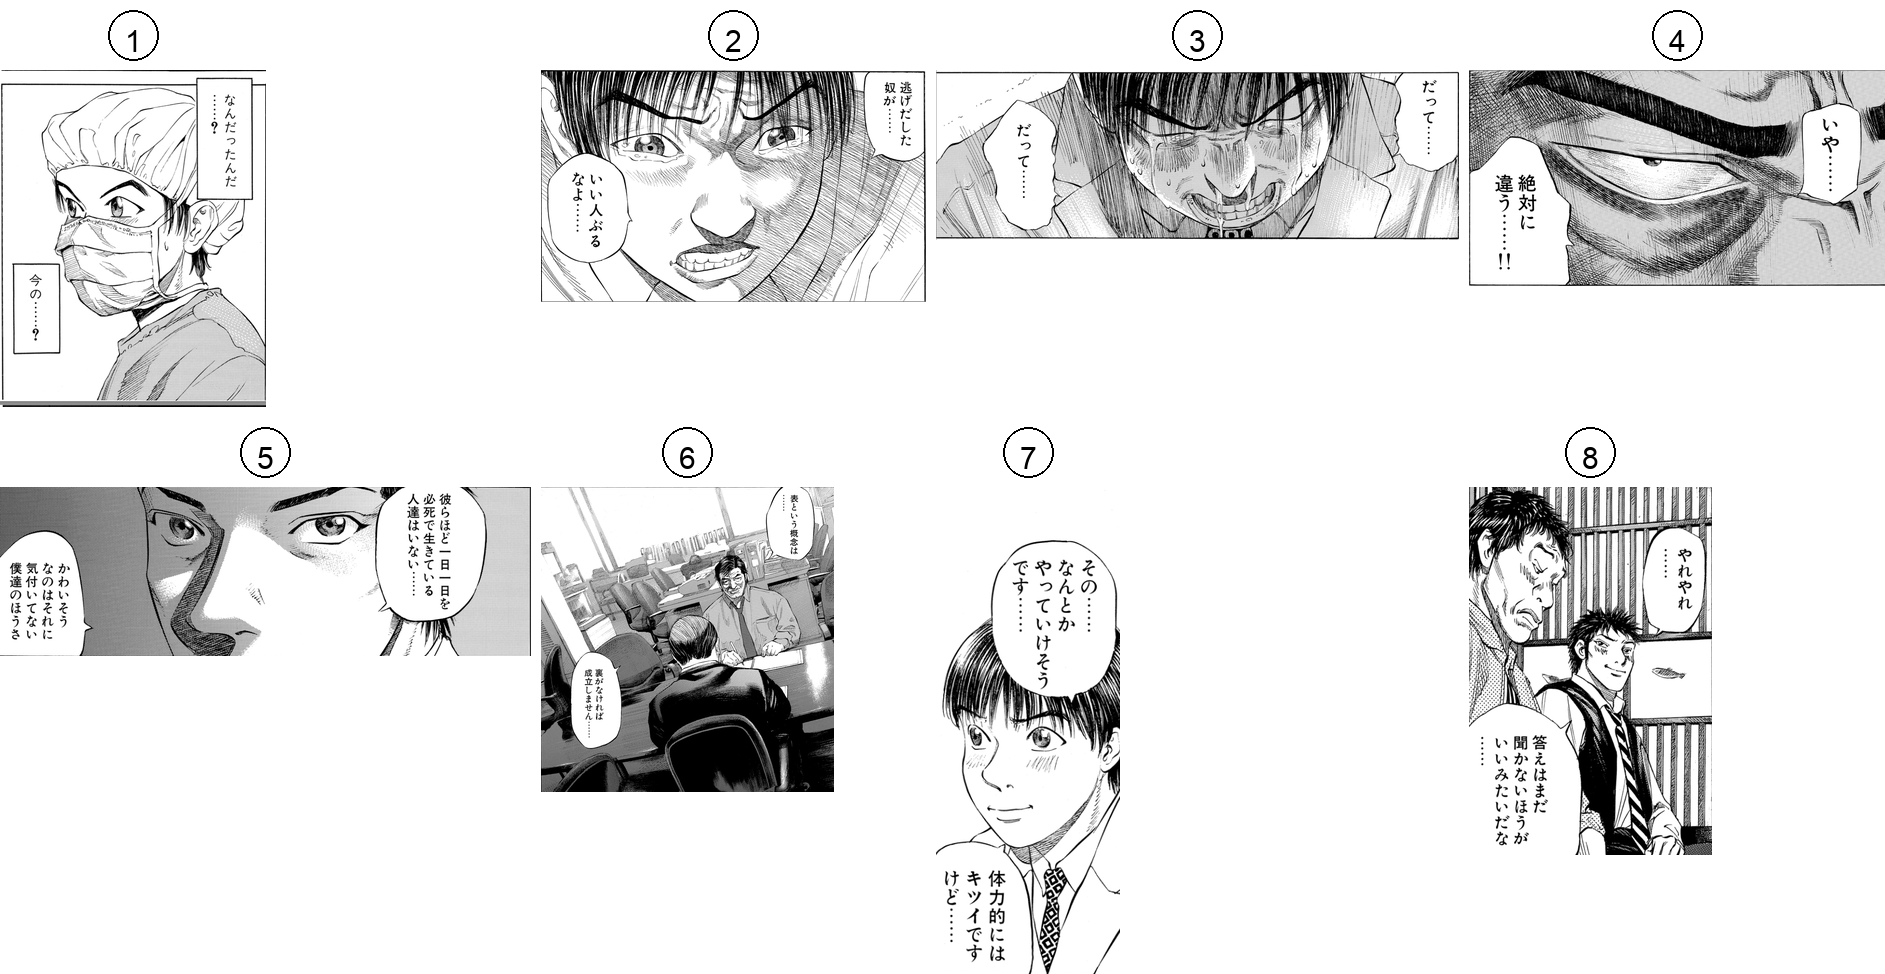 1
なんだったんだ
……?
今の……?
2
逃げだした
奴が……
いい人ぶる
なよ……
3
だって……
だって……
4
いや……
絶対に
違う……!!
5
彼らほど一日一日を
必死で生きている
人達はいない……
かわいそう
なのはそれに
気付いてない
僕達のほうさ
6
表という概念は
……
裏がなければ
成立しません……
7
その……
なんとか
やっていけそう
です……
体力的には
キツイです
けど……
8
やれやれ
……
答えはまだ
聞かないほうが
いいみたいだな
……